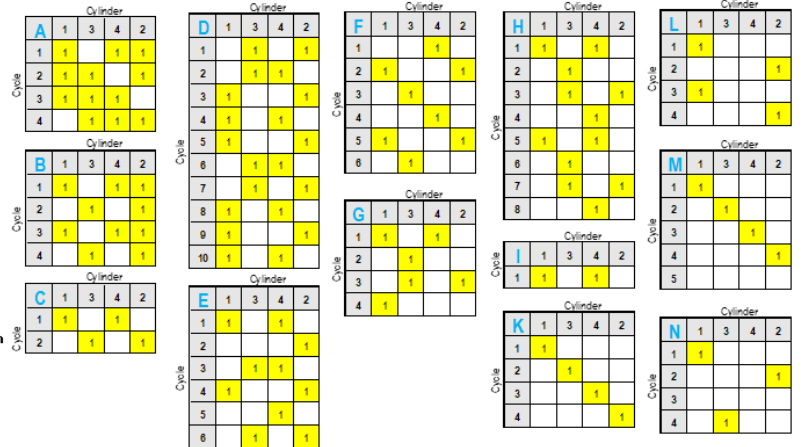 Cylinder
A 1 3 4 2
Cycle
1 1 1 1
2 1 1 1
3 1 1 1
4 1 1 1
Cylinder
B 1 3 4 2
Cycle
1 1 1 1
2 1 1
3 1 1 1
4 1 1
Cylinder
C 1 3 4 2
Cycle
1 1 1
2 1 1
Cylinder
D 1 3 4 2
Cycle
1 1 1
2 1 1
3 1 1
4 1 1
5 1 1
6 1 1
7 1 1
8 1 1
9 1 1
10 1 1
Cylinder
E 1 3 4 2
Cycle
1 1 1
2 1
3 1 1
4 1 1
5 1
6 1 1
Cylinder
F 1 3 4 2
Cycle
1 1
2 1 1
3 1
4 1
5 1 1
6 1
Cylinder
G 1 3 4 2
Cycle
1 1 1
2 1
3 1 1
4 1
Cylinder
H 1 3 4 2
Cycle
1 1 1
2 1
3 1 1
4 1
5 1 1
6 1
7 1 1
8 1
Cylinder
I 1 3 4 2
Cycle
1 1 1
Cylinder
K 1 3 4 2
Cycle
1 1
2 1
3 1
4 1
Cylinder
L 1 3 4 2
Cycle
1 1
2 1
3 1
4 1
Cylinder
M 1 3 4 2
Cycle
1 1
2 1
3 1
4 1
5
Cylinder
N 1 3 4 2
Cycle
1 1
2 1
3
4 1